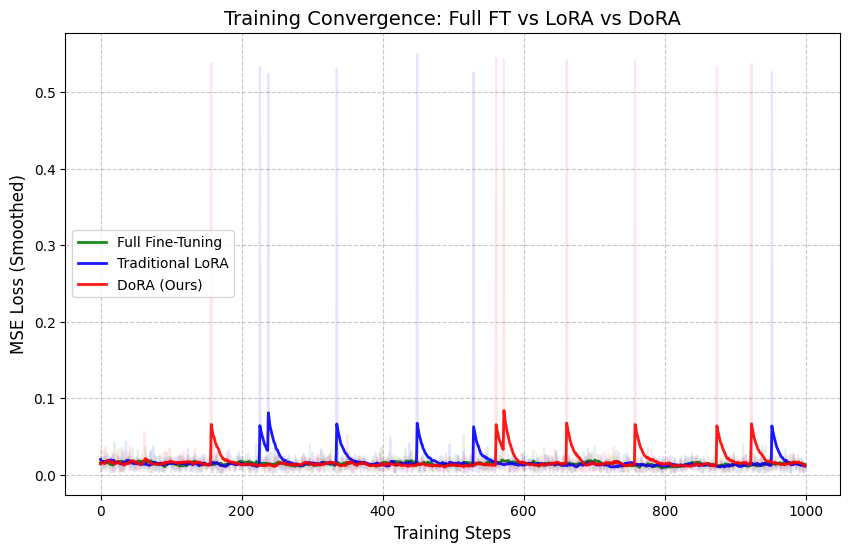 Training Convergence: Full FT vs LoRA vs DoRA
MSE Loss (Smoothed)
0.5
0.4
0.3
0.2
0.1
0.0
Full Fine-Tuning
Traditional LoRA
DoRA (Ours)
0
200
400
600
800
1000
Training Steps